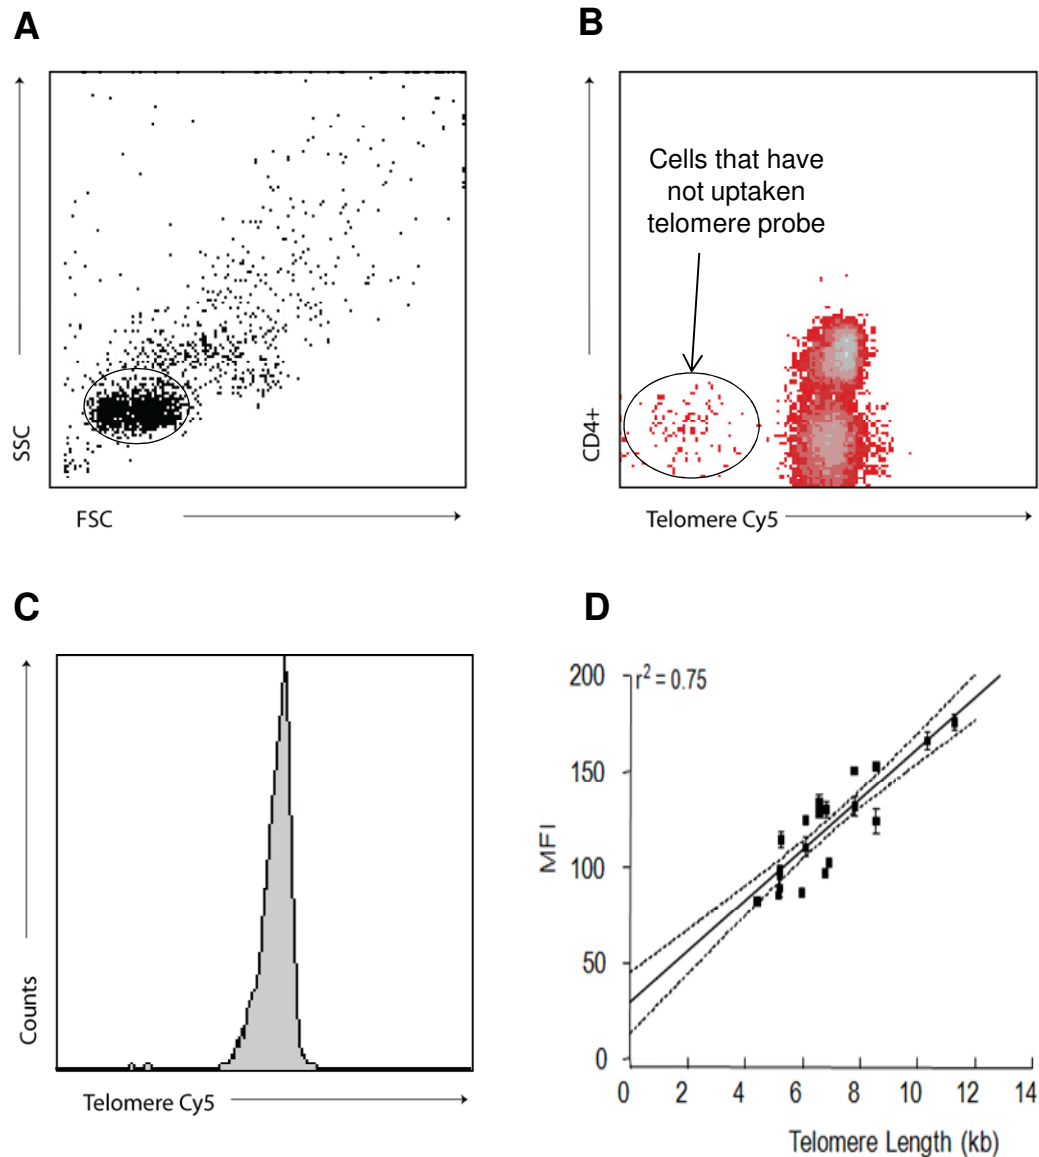 A
B
SSC
FSC
Cells that have
not uptaken
telomere probe
CD4+
Telomere Cy5
C
D
Counts
Telomere Cy5
r² = 0.75
200
150
100
50
0
MFI
0 2 4 6 8 10 12 14
Telomere Length (kb)